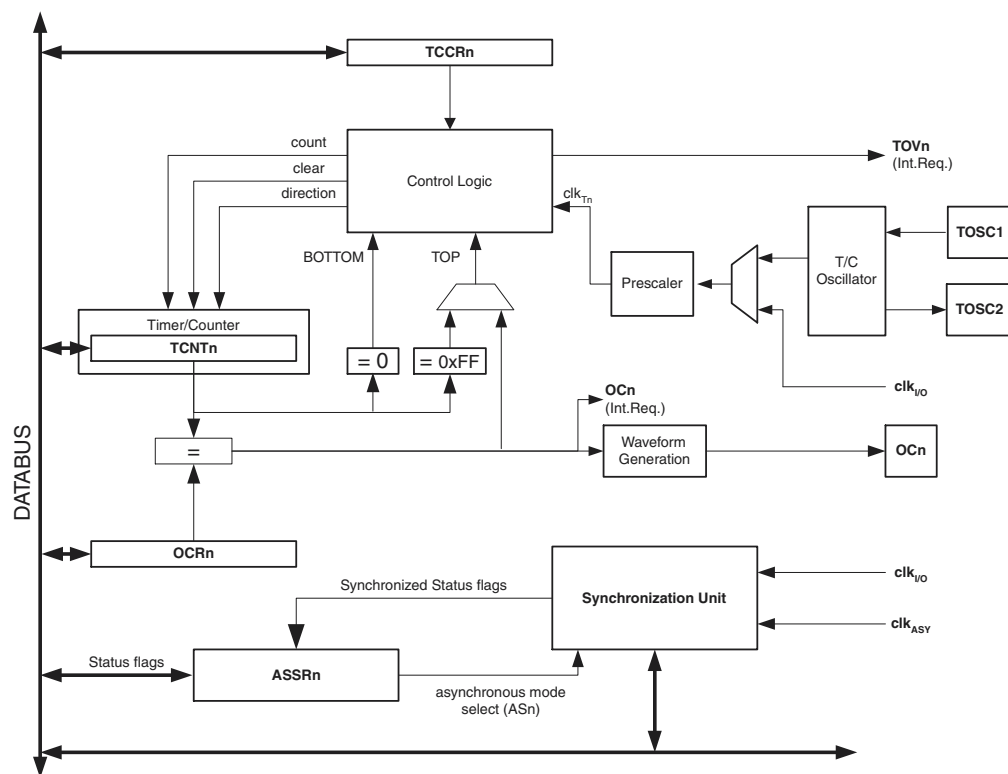 TCCRn
count
clear
direction
Control Logic
TOVn
(Int.Req.)
clkTn
BOTTOM
TOP
Prescaler
T/C
Oscillator
TOSC1
TOSC2
Timer/Counter
TCNTn
= 0
= 0xFF
clkI/O
OCn
(Int.Req.)
=
Waveform
Generation
OCn
DATABUS
OCRn
Synchronized Status flags
Synchronization Unit
clkI/O
clkASY
Status flags
ASSRn
asynchronous mode
select (ASn)